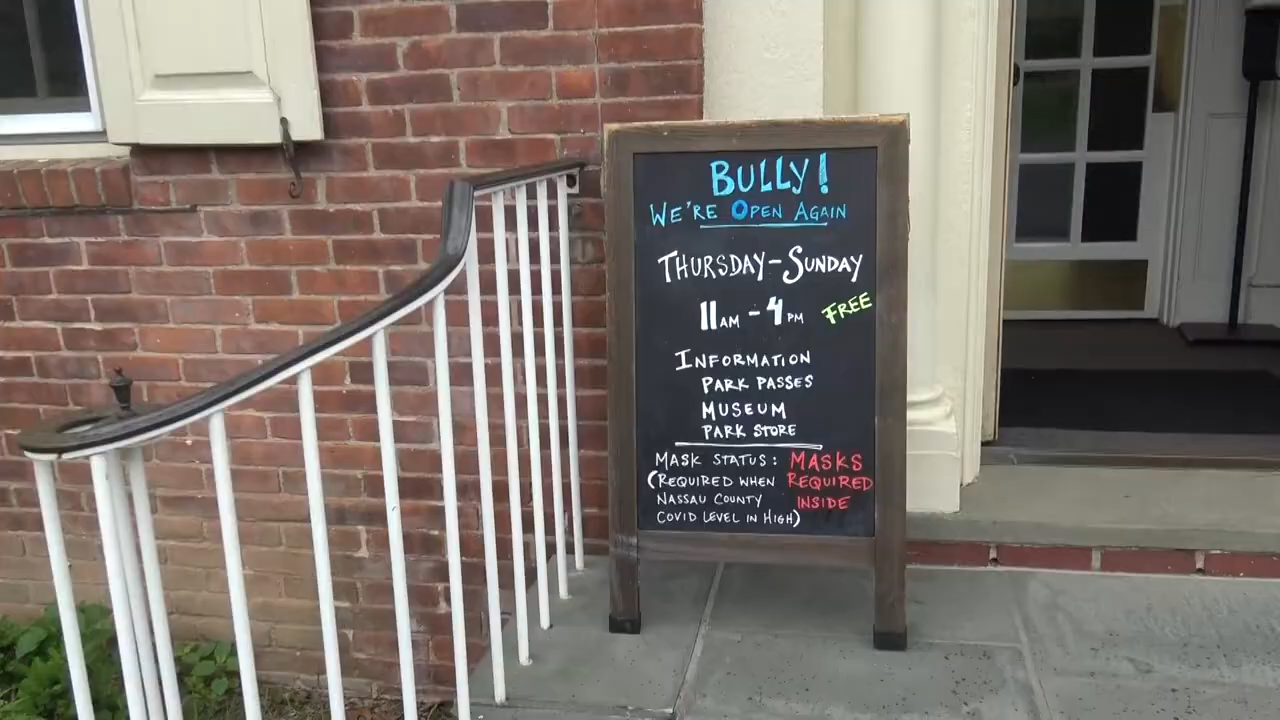 BULLY!
WE'RE OPEN AGAIN
THURSDAY-SUNDAY
11AM - 4PM FREE
INFORMATION
PARK PASSES
MUSEUM
PARK STORE
MASK STATUS: MASKS
(REQUIRED WHEN REQUIRED
NASSAU COUNTY INSIDE
COVID LEVEL IN HIGH)